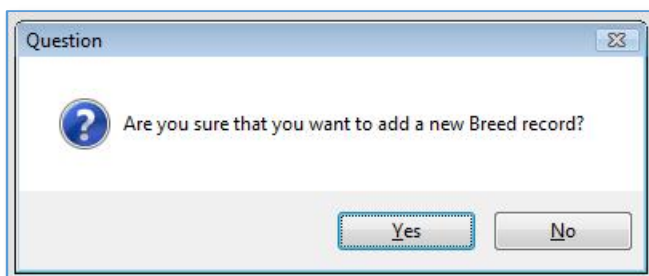 Question
Are you sure that you want to add a new Breed record?
Yes
No